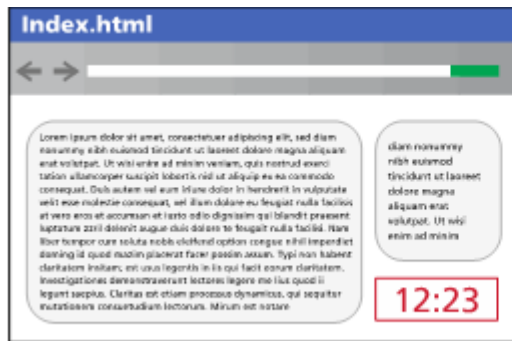 Index.html
Lorem ipsum dolor sit amet, consectetuer adipiscing elit, sed diam
nonummy nibh euismod tincidunt ut laoreet dolore magna aliquam
erat volutpat. Ut wisi enim ad minim veniam, quis nostrud exerci
tation ullamcorper suscipit lobortis nisl ut aliquip ex ea commodo
consequat. Duis autem vel eum iriure dolor in hendrerit in vulputate
velit esse molestie consequat, vel illum dolore eu feugiat nulla facilisis
at vero eros et accumsan et iusto odio dignissim qui blandit praesent
luptatum zzril delenit augue duis dolore te feugait nulla facilisi. Nam
liber tempor cum soluta nobis eleifend option congue nihil imperdiet
doming id quod mazim placerat facer possim assum. Typi non habent
claritatem insitam; est usus legentis in iis qui facit eorum claritatem.
Investigationes demonstraverunt lectores legere me lius quod ii
legunt saepius. Claritas est etiam processus dynamicus, qui sequitur
mutationem consuetudium lectorum. Mirum est notare
diam nonummy
nibh euismod
tincidunt ut laoreet
dolore magna
aliquam erat
volutpat. Ut wisi
enim ad minim
12:23